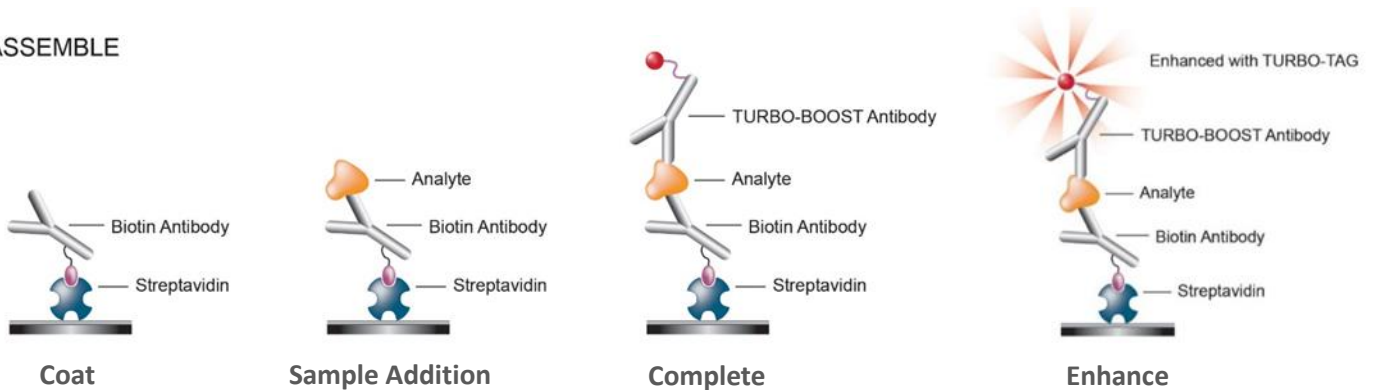 ASSEMBLE
Biotin Antibody
Streptavidin
Coat
Analyte
Biotin Antibody
Streptavidin
Sample Addition
TURBO-BOOST Antibody
Analyte
Biotin Antibody
Streptavidin
Complete
Enhanced with TURBO-TAG
TURBO-BOOST Antibody
Analyte
Biotin Antibody
Streptavidin
Enhance